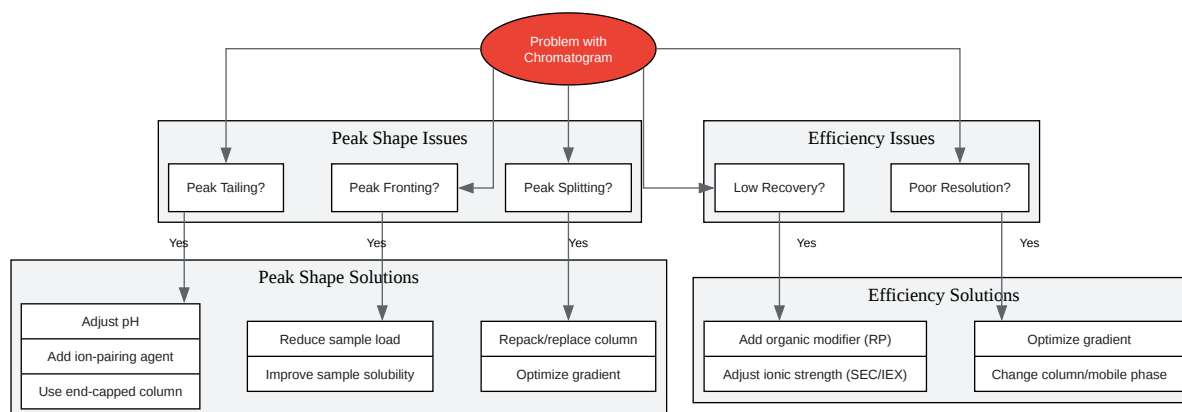 Problem with
Chromatogram
Peak Shape Issues
Efficiency Issues
Peak Tailing?
Peak Fronting?
Peak Splitting?
Low Recovery?
Poor Resolution?
Yes
Yes
Yes
Yes
Yes
Peak Shape Solutions
Efficiency Solutions
Adjust pH
Add ion-pairing agent
Use end-capped column
Reduce sample load
Improve sample solubility
Repack/replace column
Optimize gradient
Add organic modifier (RP)
Adjust ionic strength (SEC/IEX)
Optimize gradient
Change column/mobile phase